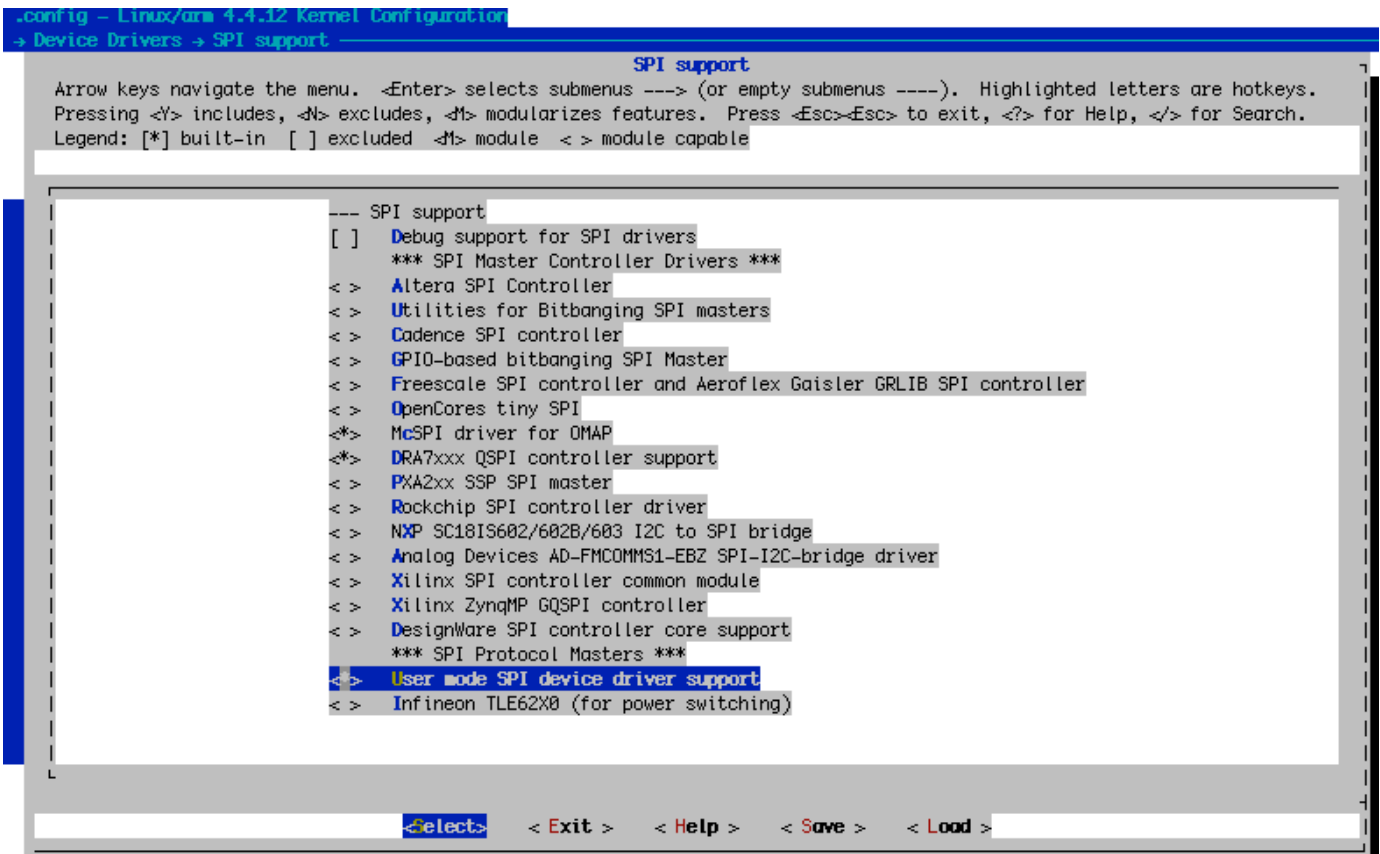 .config - Linux/arm 4.4.12 Kernel Configuration
→ Device Drivers → SPI support
SPI support
Arrow keys navigate the menu. <Enter> selects submenus ---> (or empty submenus ----). Highlighted letters are hotkeys.
Pressing <Y> includes, <N> excludes, <M> modularizes features. Press <Esc><Esc> to exit, <?> for Help, </> for Search.
Legend: [*] built-in [ ] excluded <M> module < > module capable
--- SPI support
[ ] Debug support for SPI drivers
*** SPI Master Controller Drivers ***
< > Altera SPI Controller
< > Utilities for Bitbanging SPI masters
< > Cadence SPI controller
< > GPIO-based bitbanging SPI Master
< > Freescale SPI controller and Aeroflex Gaisler GRLIB SPI controller
< > OpenCores tiny SPI
<*> McSPI driver for OMAP
<*> DRA7xxx QSPI controller support
< > PXA2xx SSP SPI master
< > Rockchip SPI controller driver
< > NXP SC18IS602/602B/603 I2C to SPI bridge
< > Analog Devices AD-FMCOMMS1-EBZ SPI-I2C-bridge driver
< > Xilinx SPI controller common module
< > Xilinx ZynqMP GQSPI controller
< > DesignWare SPI controller core support
*** SPI Protocol Masters ***
<*> User mode SPI device driver support
< > Infineon TLE62X0 (for power switching)
<Select> < Exit > < Help > < Save > < Load >